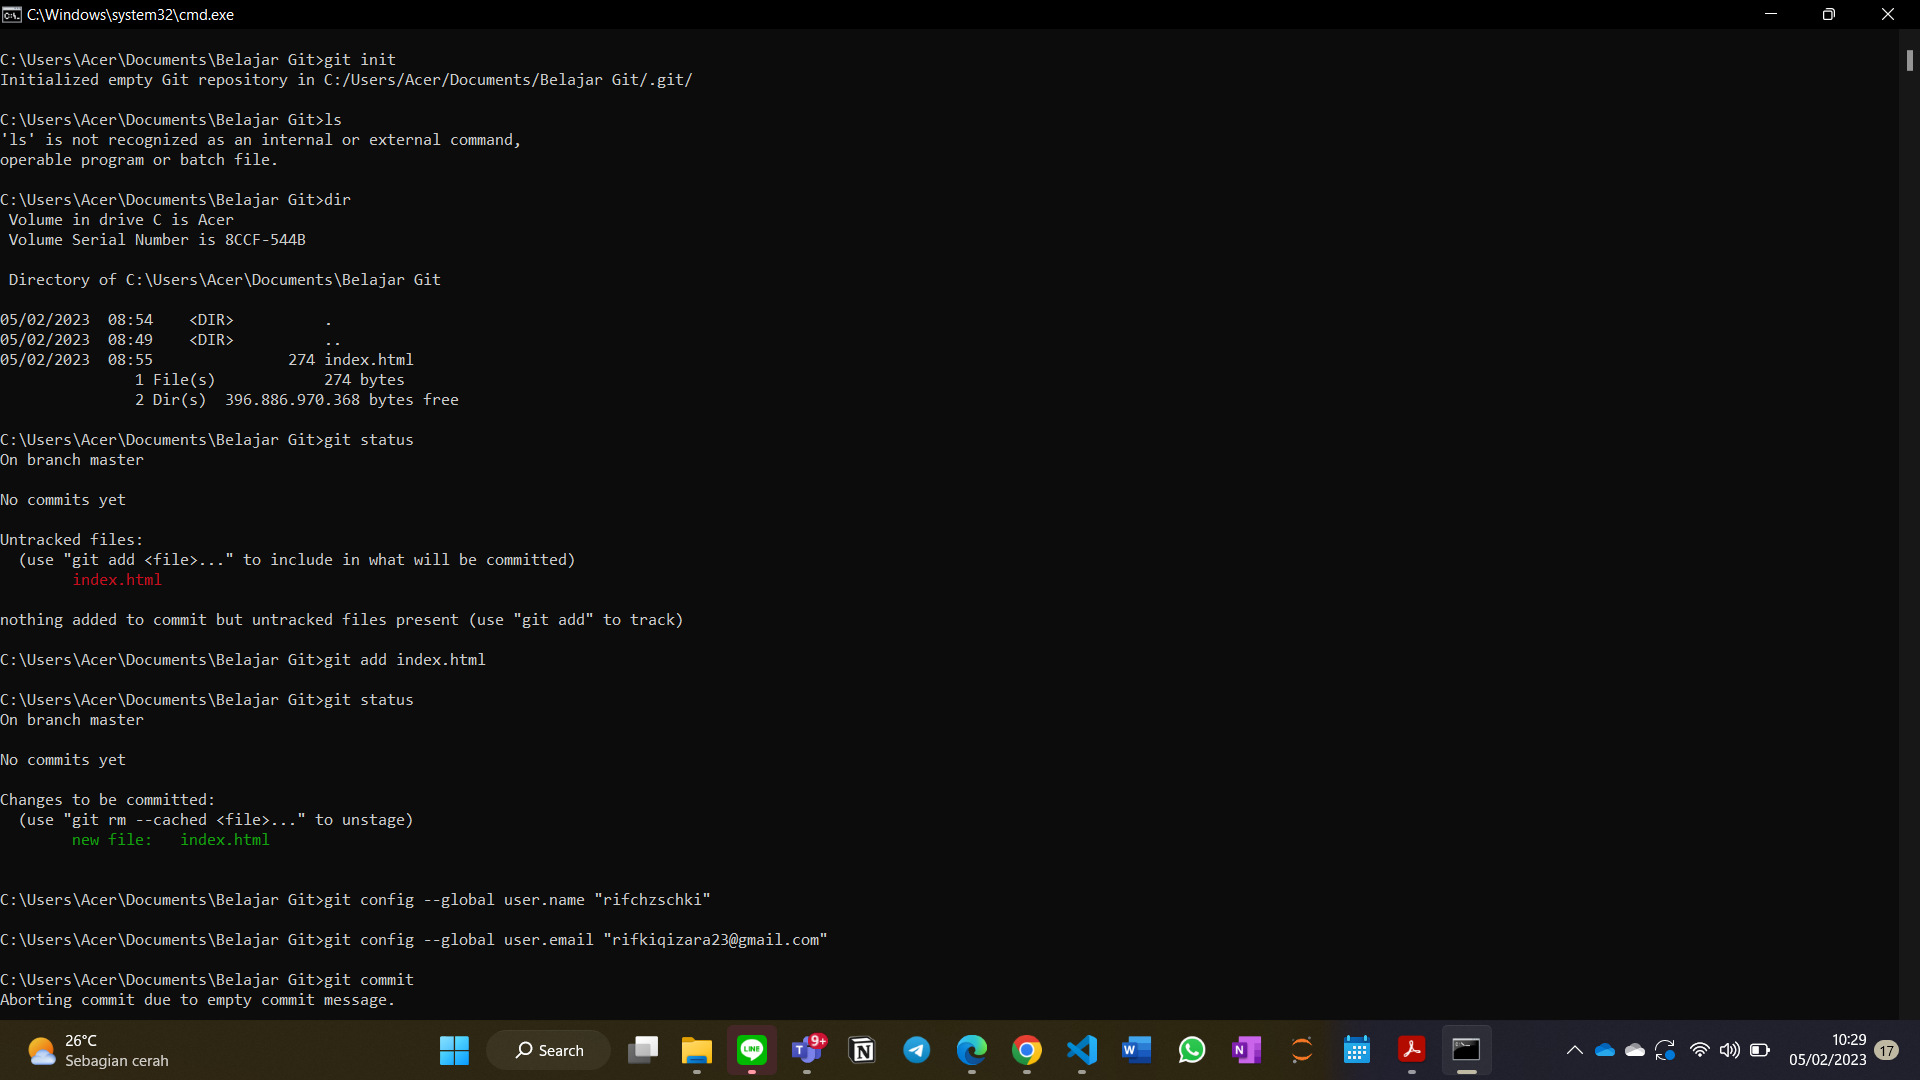 C:\Windows\system32\cmd.exe
C:\Users\Acer\Documents\Belajar Git>git init
Initialized empty Git repository in C:/Users/Acer/Documents/Belajar Git/.git/
C:\Users\Acer\Documents\Belajar Git>ls
'ls' is not recognized as an internal or external command,
operable program or batch file.
C:\Users\Acer\Documents\Belajar Git>dir
Volume in drive C is Acer
Volume Serial Number is 8CCF-544B
Directory of C:\Users\Acer\Documents\Belajar Git
05/02/2023  08:54    <DIR>          .
05/02/2023  08:49    <DIR>          ..
05/02/2023  08:55               274 index.html
1 File(s)            274 bytes
2 Dir(s)  396.886.970.368 bytes free
C:\Users\Acer\Documents\Belajar Git>git status
On branch master
No commits yet
Untracked files:
(use "git add <file>..." to include in what will be committed)
index.html
nothing added to commit but untracked files present (use "git add" to track)
C:\Users\Acer\Documents\Belajar Git>git add index.html
C:\Users\Acer\Documents\Belajar Git>git status
On branch master
No commits yet
Changes to be committed:
(use "git rm --cached <file>..." to unstage)
new file:   index.html
C:\Users\Acer\Documents\Belajar Git>git config --global user.name "rifchzschki"
C:\Users\Acer\Documents\Belajar Git>git config --global user.email "rifkiqizara23@gmail.com"
C:\Users\Acer\Documents\Belajar Git>git commit
Aborting commit due to empty commit message.
26°C
Sebagian cerah
Search
LINE
9+
10:29
05/02/2023
17